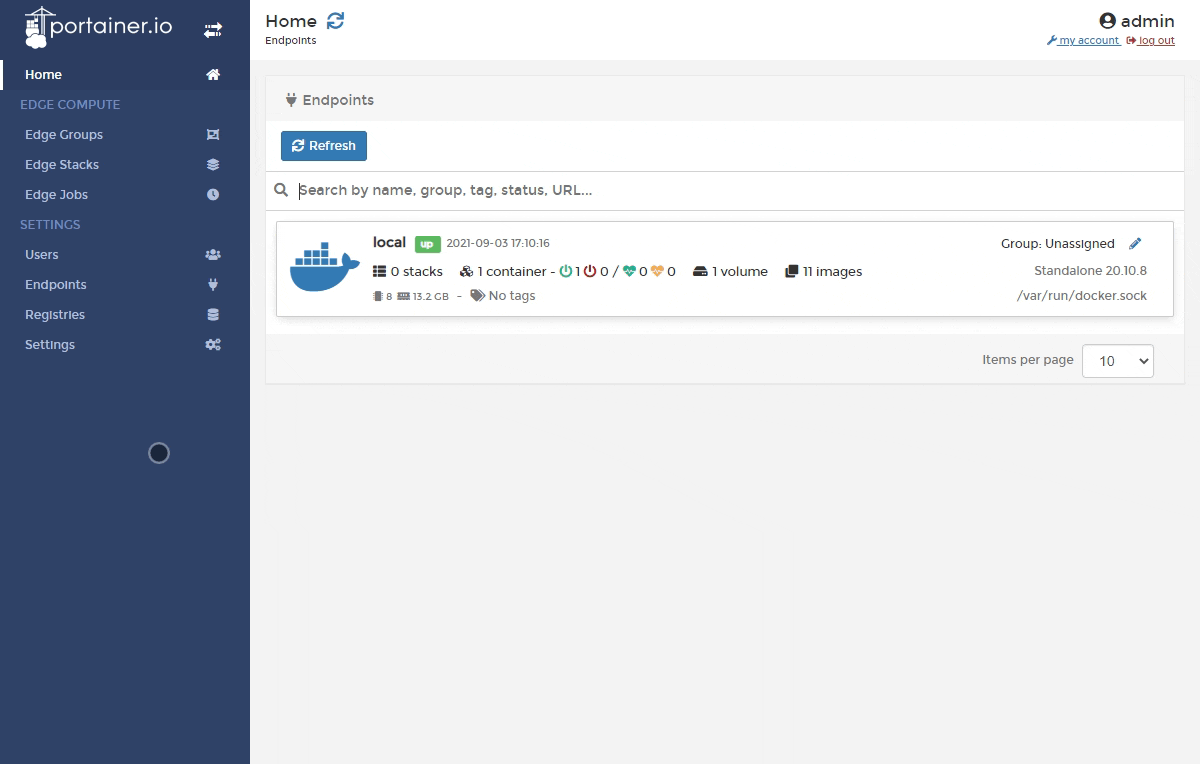 portainer.io
Home
EDGE COMPUTE
Edge Groups
Edge Stacks
Edge Jobs
SETTINGS
Users
Endpoints
Registries
Settings
Home
Endpoints
admin
my account log out
Endpoints
Refresh
Search by name, group, tag, status, URL...
local up 2021-09-03 17:10:16
0 stacks 1 container - 1 0 / 0 0 1 volume 11 images
8 13.2 GB - No tags
Group: Unassigned
Standalone 20.10.8
/var/run/docker.sock
Items per page 10